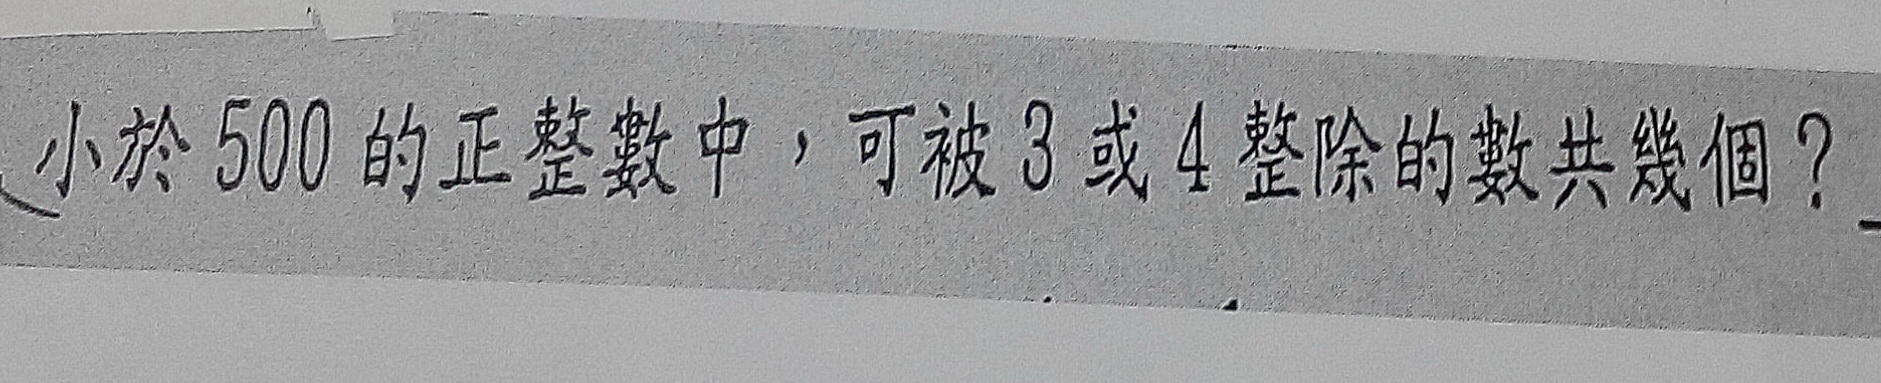 小於 500 的正整數中，可被 3 或 4 整除的數共幾個？